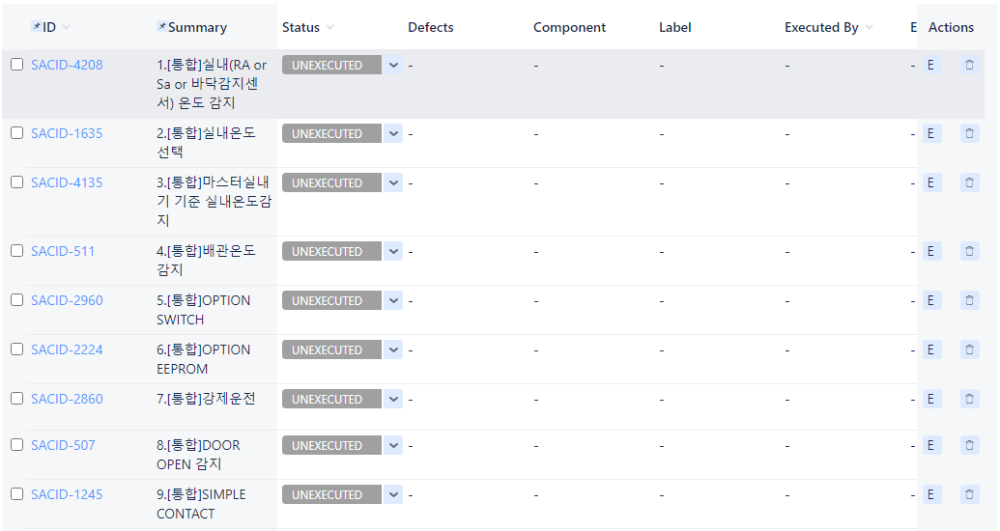 ID Summary Status Defects Component Label Executed By E Actions
SACID-4208 1.[통합]실내(RA or UNEXECUTED - - - - - E
Sa or 바닥감지센
서) 온도 감지
SACID-1635 2.[통합]실내온도 UNEXECUTED - - - - - E
선택
SACID-4135 3.[통합]마스터실내 UNEXECUTED - - - - - E
기 기준 실내온도감
지
SACID-511 4.[통합]배관온도 UNEXECUTED - - - - - E
감지
SACID-2960 5.[통합]OPTION UNEXECUTED - - - - - E
SWITCH
SACID-2224 6.[통합]OPTION UNEXECUTED - - - - - E
EEPROM
SACID-2860 7.[통합]강제운전 UNEXECUTED - - - - - E
SACID-507 8.[통합]DOOR UNEXECUTED - - - - - E
OPEN 감지
SACID-1245 9.[통합]SIMPLE UNEXECUTED - - - - - E
CONTACT